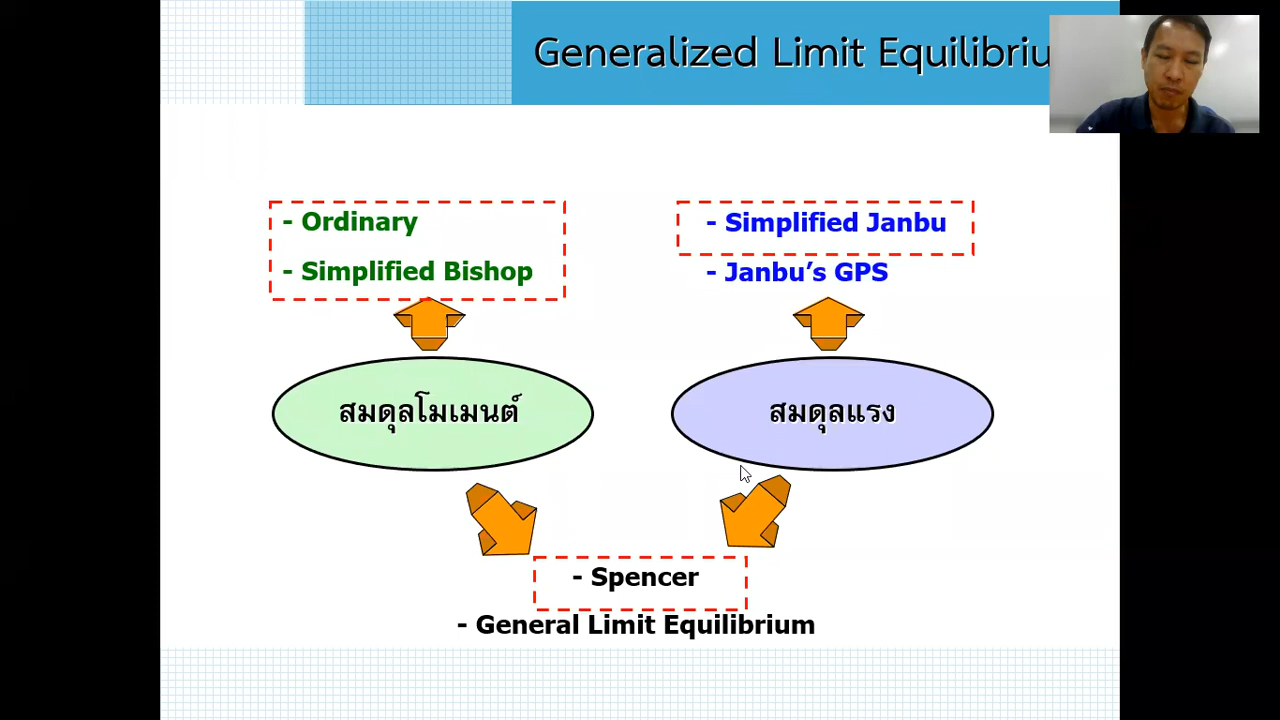 Generalized Limit Equilibriu
- Ordinary
- Simplified Bishop
- Simplified Janbu
- Janbu’s GPS
สมดุลโมเมนต์
สมดุลแรง
- Spencer
- General Limit Equilibrium